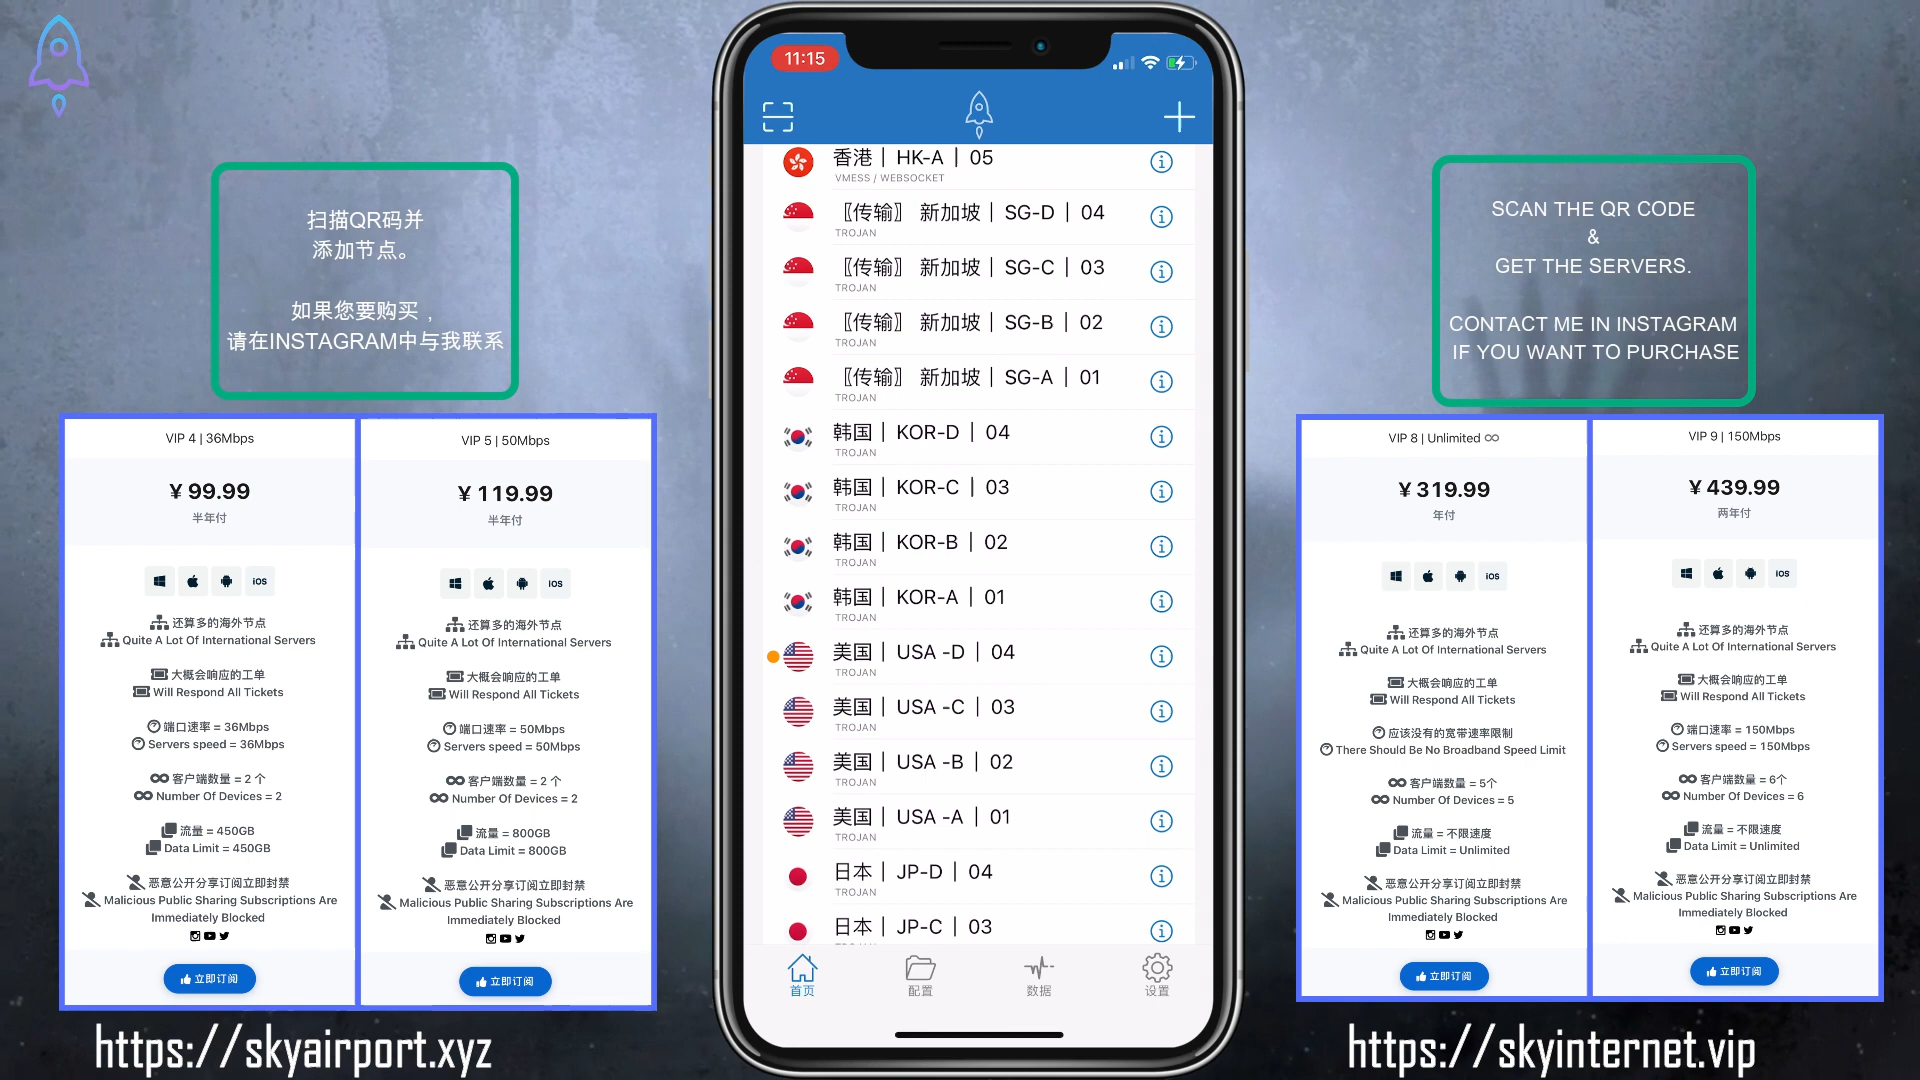 扫描QR码并
添加节点。
如果您要购买，
请在INSTAGRAM中与我联系
VIP 4 | 36Mbps
¥ 99.99
半年付
iOS
还算多的海外节点
Quite A Lot Of International Servers
大概会响应的工单
Will Respond All Tickets
端口速率 = 36Mbps
Servers speed = 36Mbps
客户端数量 = 2 个
Number Of Devices = 2
流量 = 450GB
Data Limit = 450GB
恶意公开分享订阅立即封禁
Malicious Public Sharing Subscriptions Are
Immediately Blocked
立即订阅
VIP 5 | 50Mbps
¥ 119.99
半年付
iOS
还算多的海外节点
Quite A Lot Of International Servers
大概会响应的工单
Will Respond All Tickets
端口速率 = 50Mbps
Servers speed = 50Mbps
客户端数量 = 2 个
Number Of Devices = 2
流量 = 800GB
Data Limit = 800GB
恶意公开分享订阅立即封禁
Malicious Public Sharing Subscriptions Are
Immediately Blocked
立即订阅
https://skyairport.xyz
11:15
香港 | HK-A | 05
VMESS / WEBSOCKET
〖传输〗 新加坡 | SG-D | 04
TROJAN
〖传输〗 新加坡 | SG-C | 03
TROJAN
〖传输〗 新加坡 | SG-B | 02
TROJAN
〖传输〗 新加坡 | SG-A | 01
TROJAN
韩国 | KOR-D | 04
TROJAN
韩国 | KOR-C | 03
TROJAN
韩国 | KOR-B | 02
TROJAN
韩国 | KOR-A | 01
TROJAN
美国 | USA -D | 04
TROJAN
美国 | USA -C | 03
TROJAN
美国 | USA -B | 02
TROJAN
美国 | USA -A | 01
TROJAN
日本 | JP-D | 04
TROJAN
日本 | JP-C | 03
首页
配置
数据
设置
SCAN THE QR CODE
&
GET THE SERVERS.
CONTACT ME IN INSTAGRAM
IF YOU WANT TO PURCHASE
VIP 8 | Unlimited ∞
¥ 319.99
年付
iOS
还算多的海外节点
Quite A Lot Of International Servers
大概会响应的工单
Will Respond All Tickets
应该没有的宽带速率限制
There Should Be No Broadband Speed Limit
客户端数量 = 5个
Number Of Devices = 5
流量 = 不限速度
Data Limit = Unlimited
恶意公开分享订阅立即封禁
Malicious Public Sharing Subscriptions Are
Immediately Blocked
立即订阅
VIP 9 | 150Mbps
¥ 439.99
两年付
iOS
还算多的海外节点
Quite A Lot Of International Servers
大概会响应的工单
Will Respond All Tickets
端口速率 = 150Mbps
Servers speed = 150Mbps
客户端数量 = 6个
Number Of Devices = 6
流量 = 不限速度
Data Limit = Unlimited
恶意公开分享订阅立即封禁
Malicious Public Sharing Subscriptions Are
Immediately Blocked
立即订阅
https://skyinternet.vip